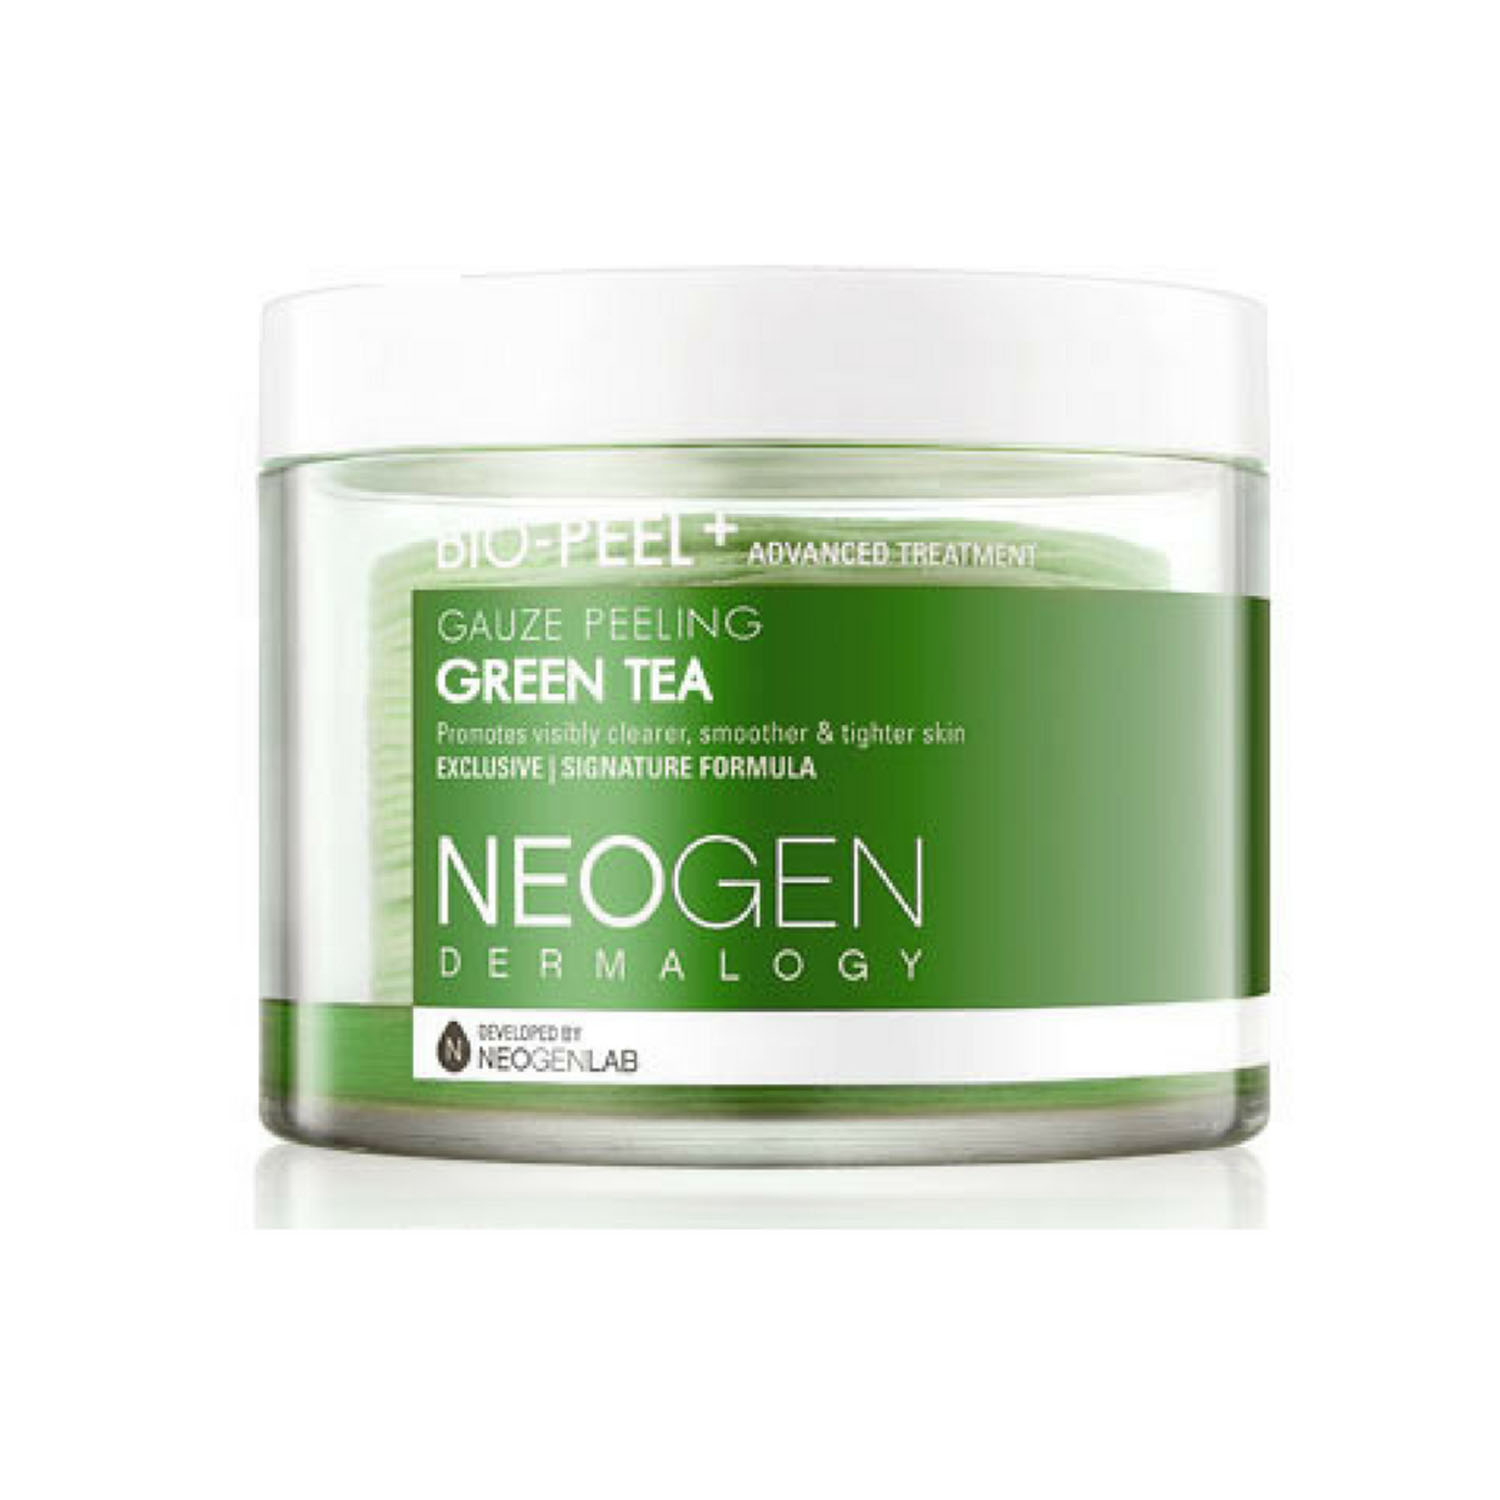 BIO-PEEL+ ADVANCED TREATMENT
GAUZE PEELING
GREEN TEA
Promotes visibly clearer, smoother & tighter skin
EXCLUSIVE | SIGNATURE FORMULA
NEOGEN
DERMALOGY
N
DEVELOPED BY
NEOGENLAB